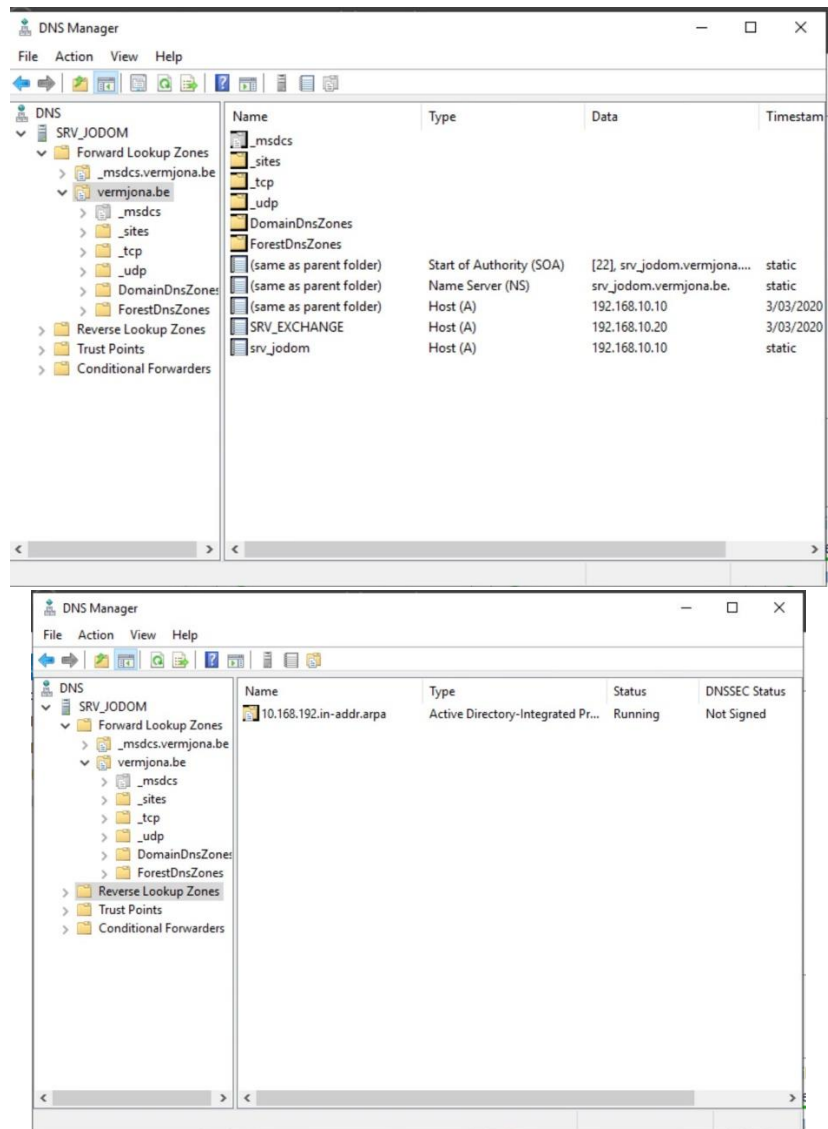 DNS Manager
File Action View Help
DNS
SRV_JODOM
Forward Lookup Zones
_msdcs.vermjona.be
vermjona.be
_msdcs
_sites
_tcp
_udp
DomainDnsZones
ForestDnsZones
Reverse Lookup Zones
Trust Points
Conditional Forwarders
Name Type Data Timestam
_msdcs
_sites
_tcp
_udp
DomainDnsZones
ForestDnsZones
(same as parent folder) Start of Authority (SOA) [22], srv_jodom.vermjona.... static
(same as parent folder) Name Server (NS) srv_jodom.vermjona.be. static
(same as parent folder) Host (A) 192.168.10.10 3/03/2020
SRV_EXCHANGE Host (A) 192.168.10.20 3/03/2020
srv_jodom Host (A) 192.168.10.10 static
DNS Manager
File Action View Help
DNS
SRV_JODOM
Forward Lookup Zones
_msdcs.vermjona.be
vermjona.be
_msdcs
_sites
_tcp
_udp
DomainDnsZones
ForestDnsZones
Reverse Lookup Zones
Trust Points
Conditional Forwarders
Name Type Status DNSSEC Status
10.168.192.in-addr.arpa Active Directory-Integrated Pr... Running Not Signed